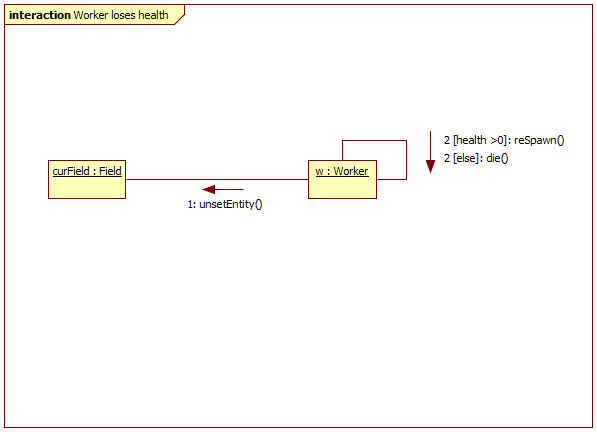 interaction Worker loses health
2 [health >0]: reSpawn()
2 [else]: die()
curField : Field
w : Worker
1: unsetEntity()